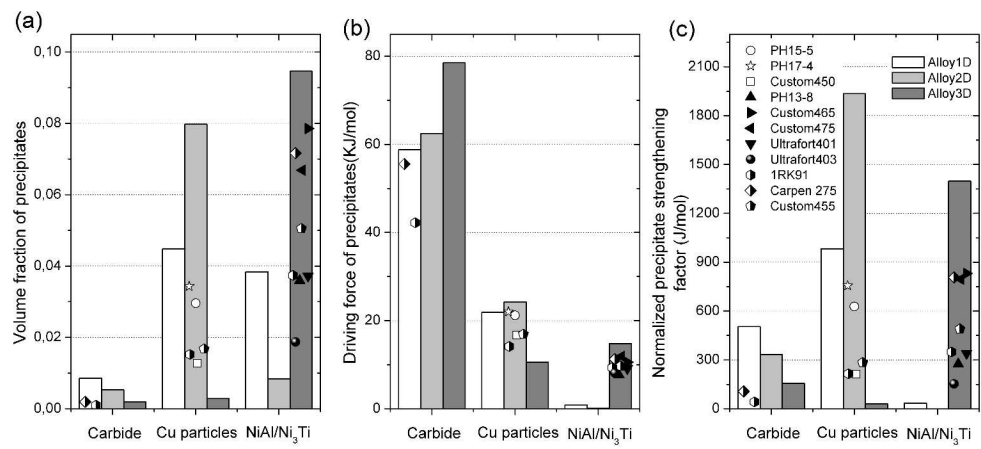 (a)
0,10
0,08
0,06
0,04
0,02
0,00
Volume fraction of precipitates
Carbide Cu particles NiAl/Ni3Ti
(b)
80
60
40
20
0
Driving force of precipitates(KJ/mol)
Carbide Cu particles NiAl/Ni3Ti
(c)
2100
1800
1500
1200
900
600
300
0
Normalized precipitate strengthening
factor (J/mol)
PH15-5
PH17-4
Custom450
PH13-8
Custom465
Custom475
Ultrafort401
Ultrafort403
1RK91
Carpen 275
Custom455
Alloy1D
Alloy2D
Alloy3D
Carbide Cu particles NiAl/Ni3Ti